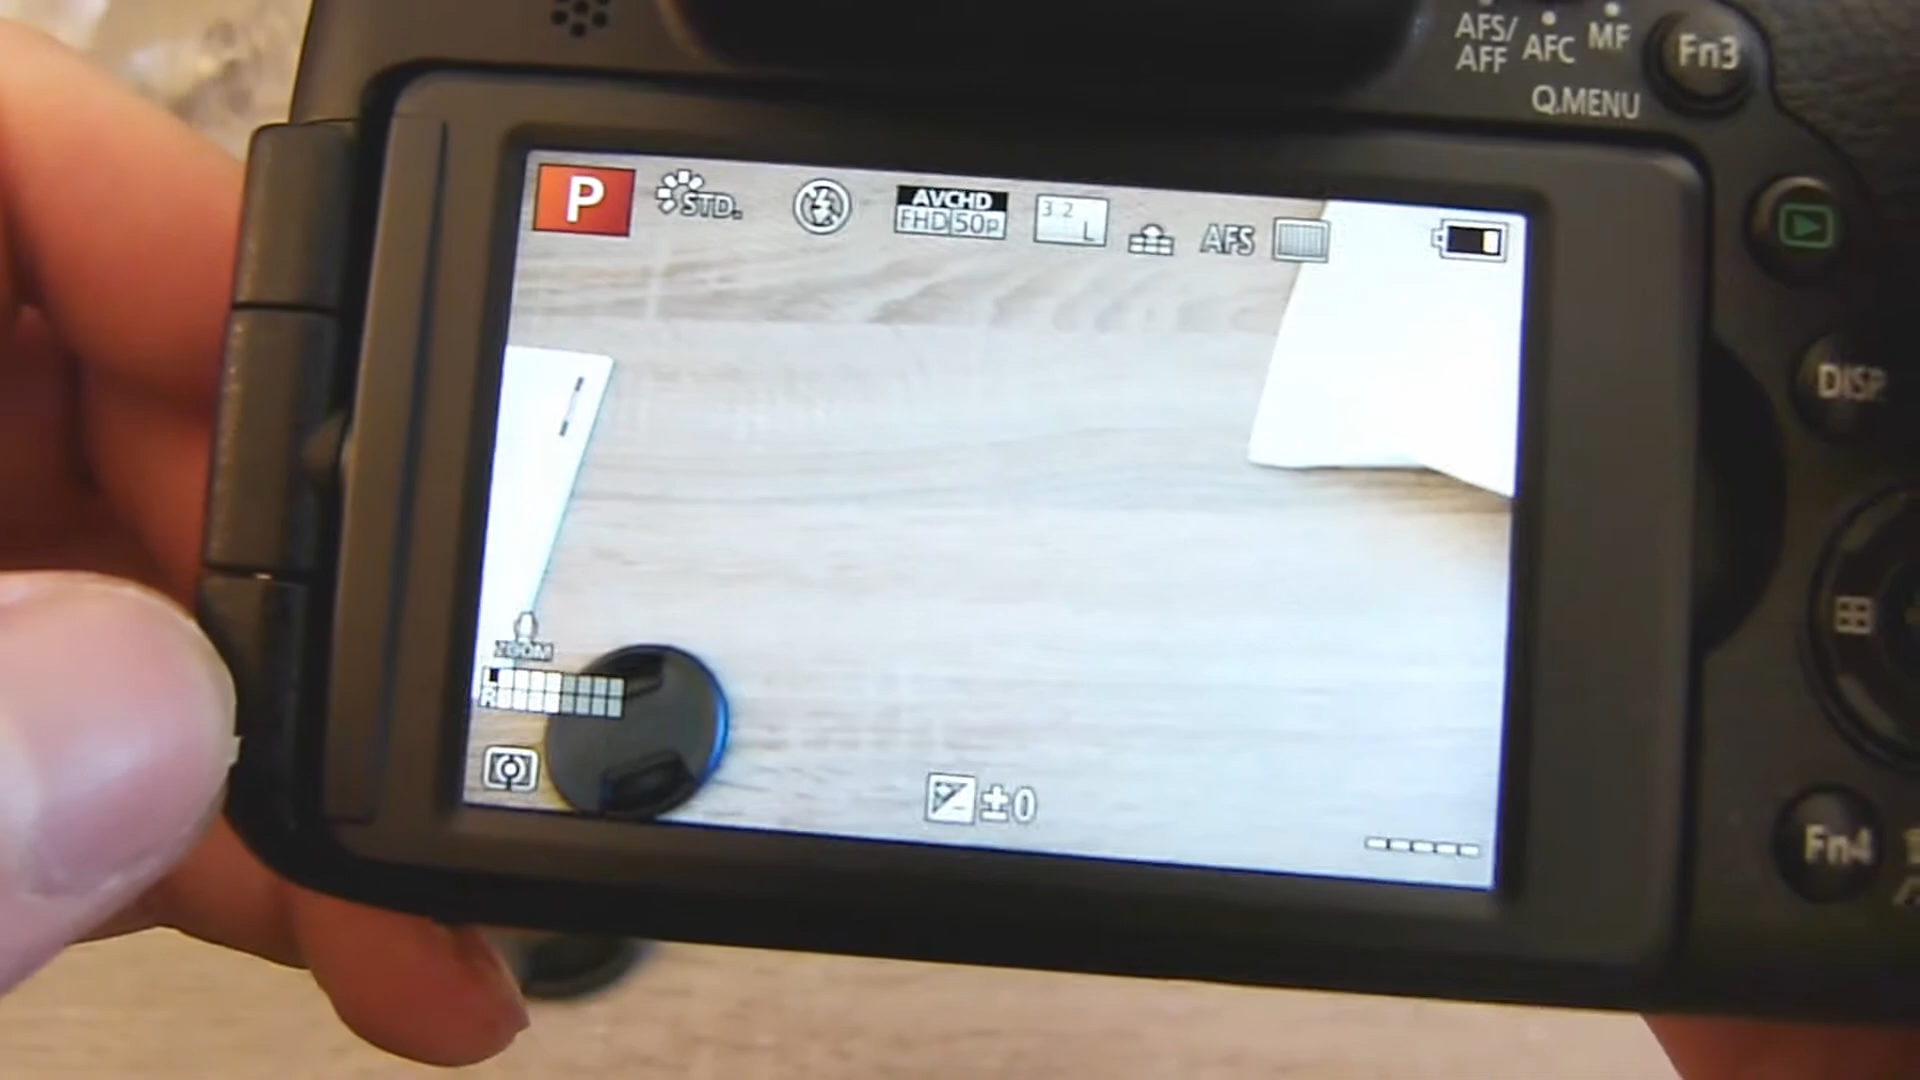 AFS/
AFF AFC MF
Fn3
Q.MENU
P STD. AVCHD
FHD 50p
3 2
L
AFS
DISP.
ZOOM
L
R
±0
Fn4